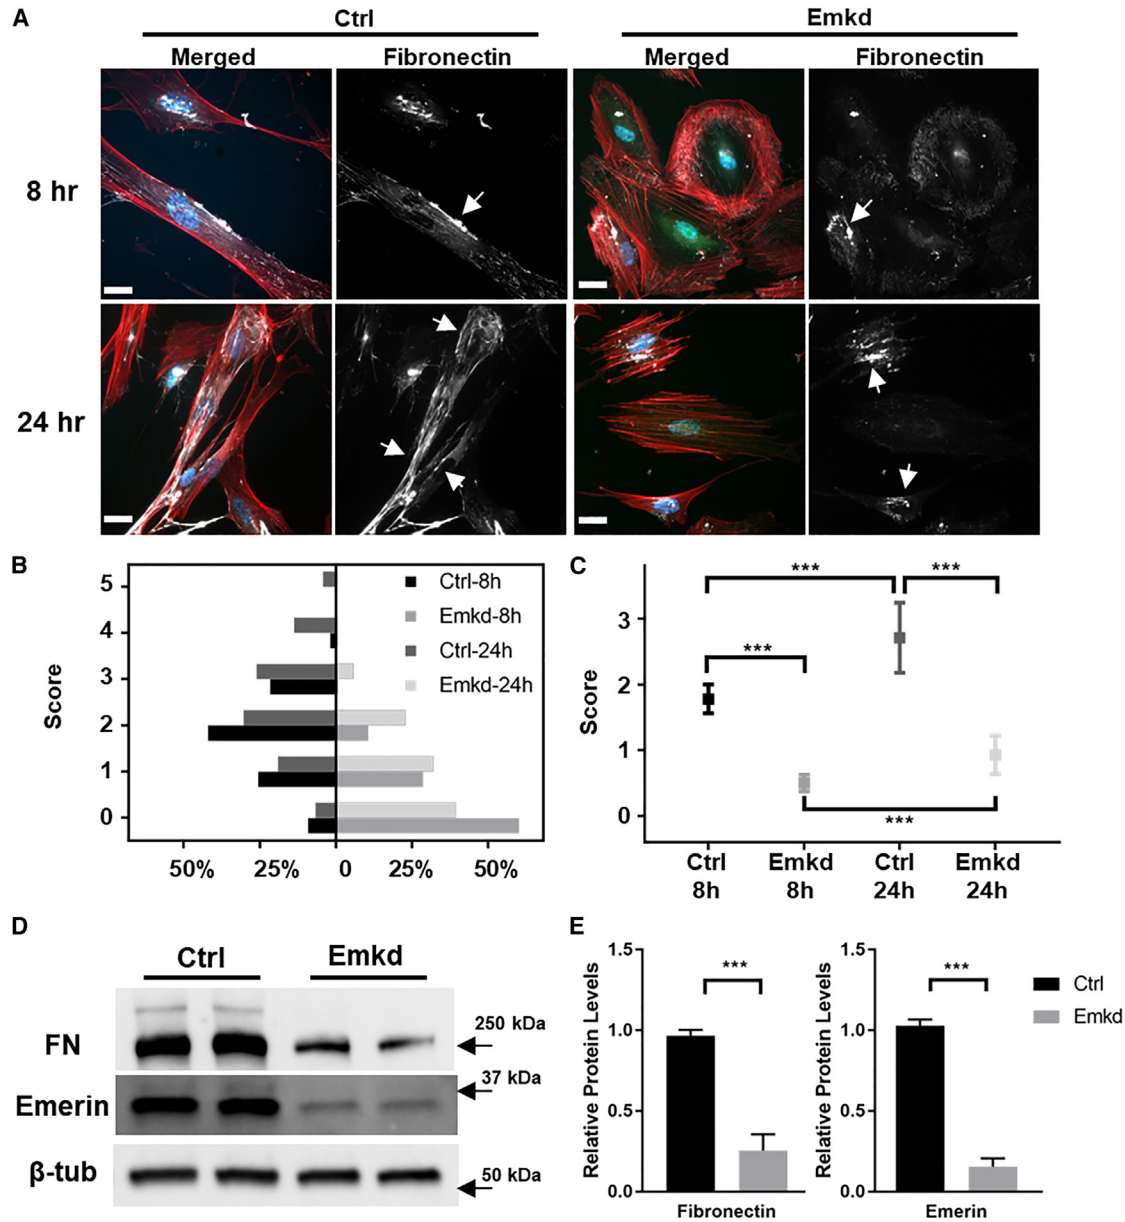 A
Ctrl
Emkd
Merged
Fibronectin
Merged
Fibronectin
8 hr
24 hr
B
Score
5
4
3
2
1
0
50%
25%
0
25%
50%
Ctrl-8h
Emkd-8h
Ctrl-24h
Emkd-24h
C
Score
3
2
1
0
***
***
***
***
Ctrl
8h
Emkd
8h
Ctrl
24h
Emkd
24h
D
Ctrl
Emkd
FN
250 kDa
Emerin
37 kDa
β-tub
50 kDa
E
Relative Protein Levels
1.5
1.0
0.5
0.0
***
Fibronectin
Relative Protein Levels
1.5
1.0
0.5
0.0
***
Emerin
Ctrl
Emkd